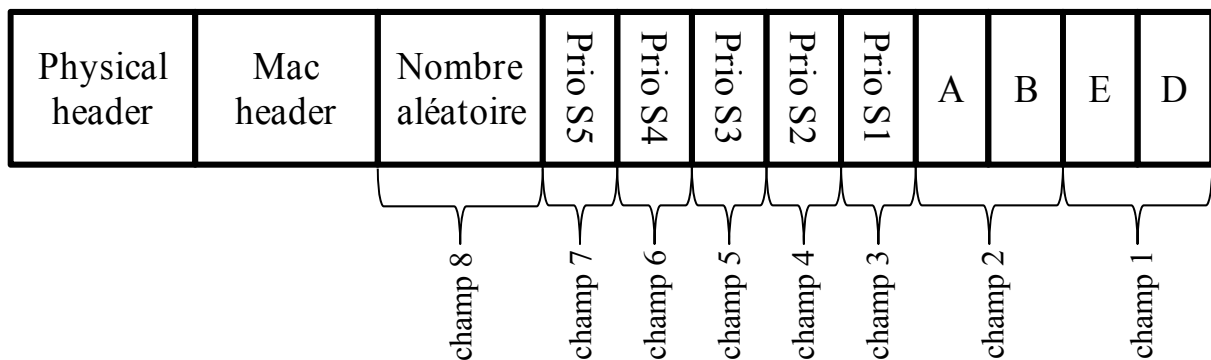 Physical
header
Mac
header
Nombre
aléatoire
Prio S5
Prio S4
Prio S3
Prio S2
Prio S1
A
B
E
D
champ 8
champ 7
champ 6
champ 5
champ 4
champ 3
champ 2
champ 1